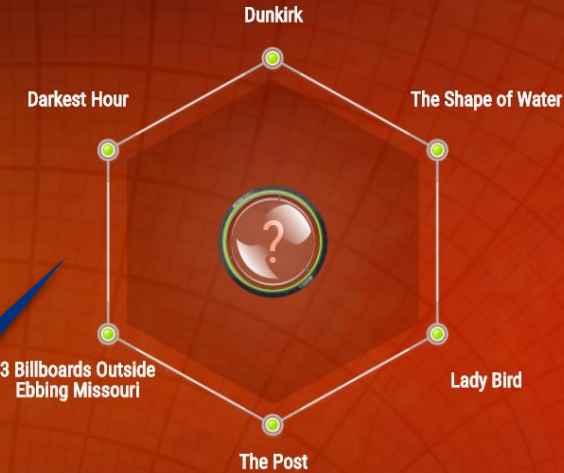 Dunkirk
Darkest Hour
The Shape of Water
?
3 Billboards Outside
Ebbing Missouri
Lady Bird
The Post